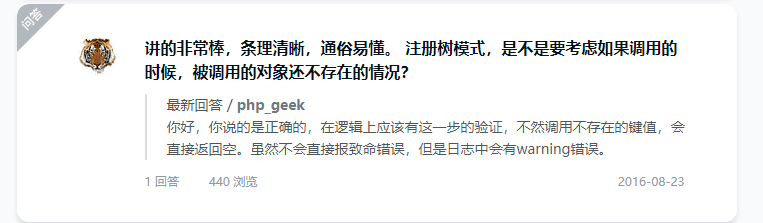 问答
讲的非常棒，条理清晰，通俗易懂。 注册树模式，是不是要考虑如果调用的
时候，被调用的对象还不存在的情况？
最新回答 / php_geek
你好，你说的是正确的，在逻辑上应该有这一步的验证，不然调用不存在的键值，会
直接返回空。虽然不会直接报致命错误，但是日志中会有warning错误。
1 回答 440 浏览 2016-08-23